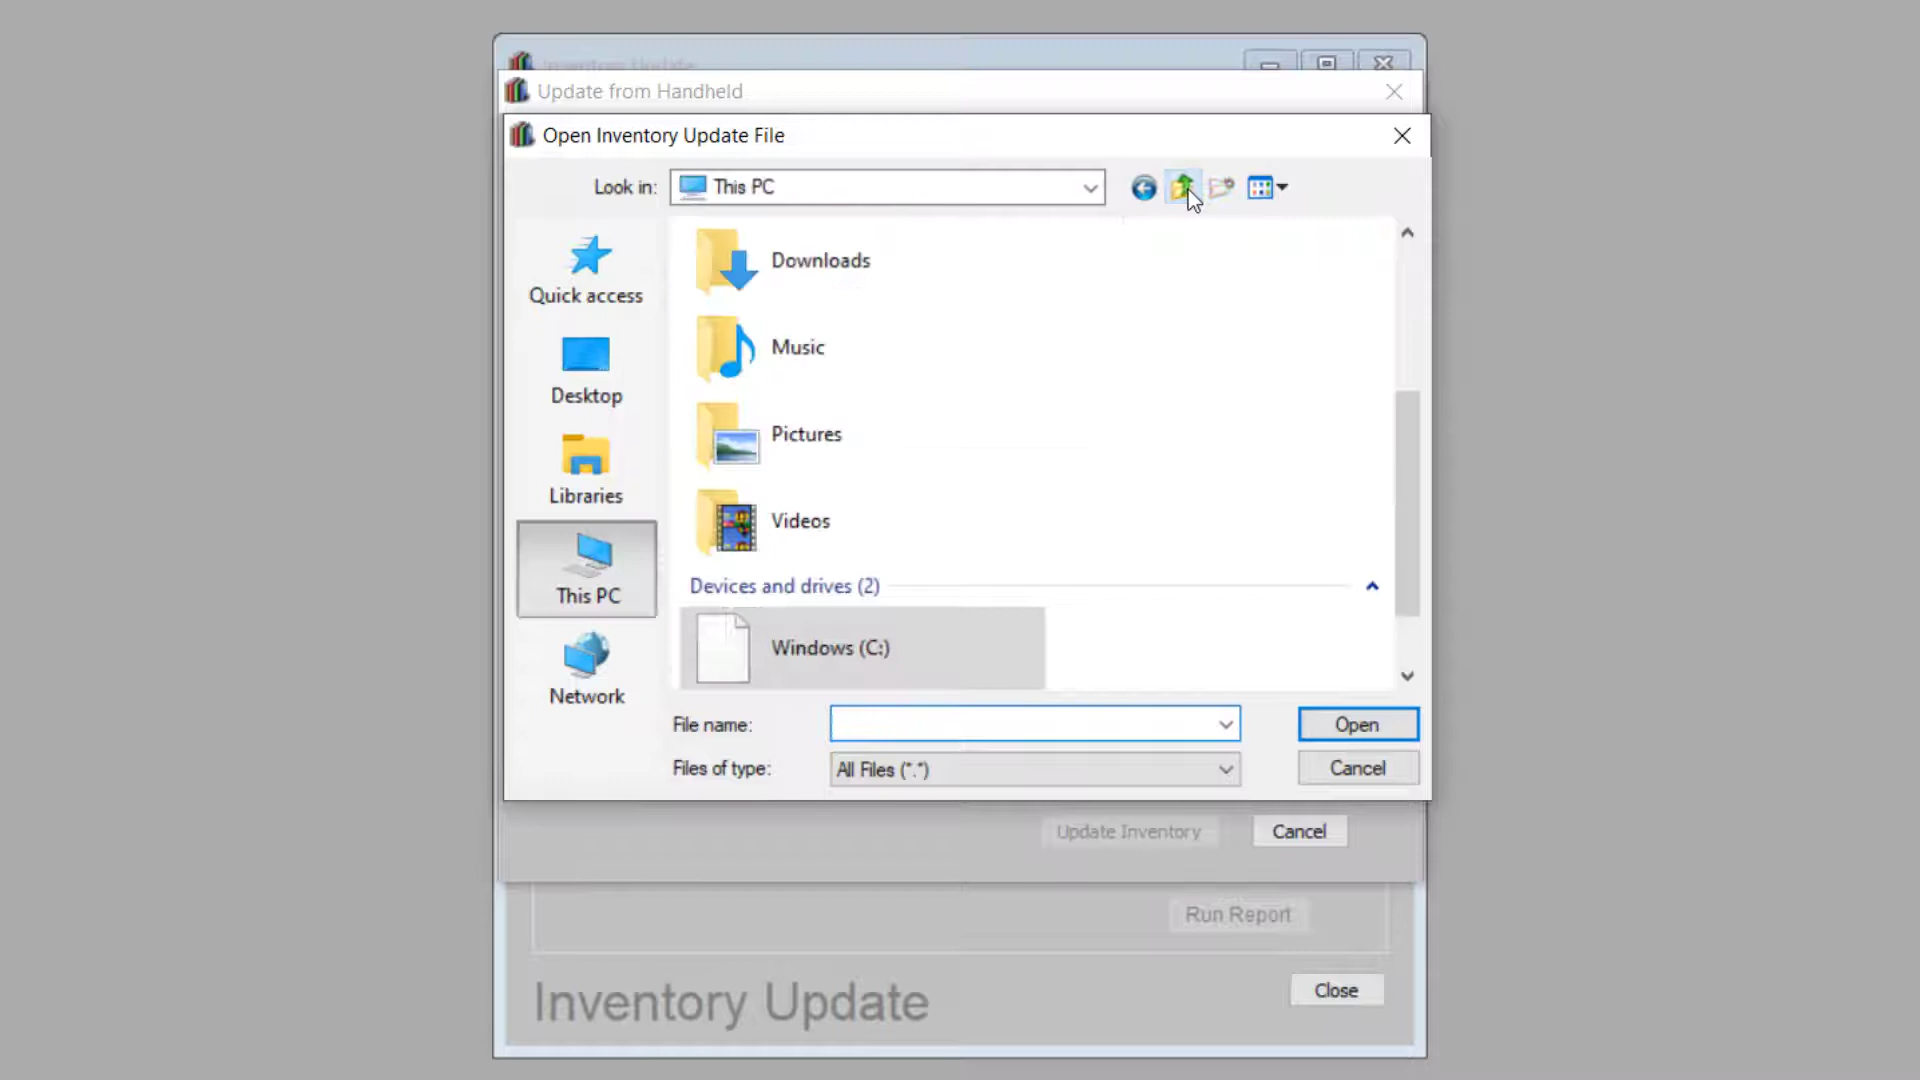 Inventory Update
Update from Handheld
Open Inventory Update File
Look in: This PC
Quick access
Desktop
Libraries
This PC
Network
Downloads
Music
Pictures
Videos
Devices and drives (2)
Windows (C:)
File name:
Open
Files of type: All Files (*.*)
Cancel
Update Inventory Cancel
Run Report
Inventory Update
Close